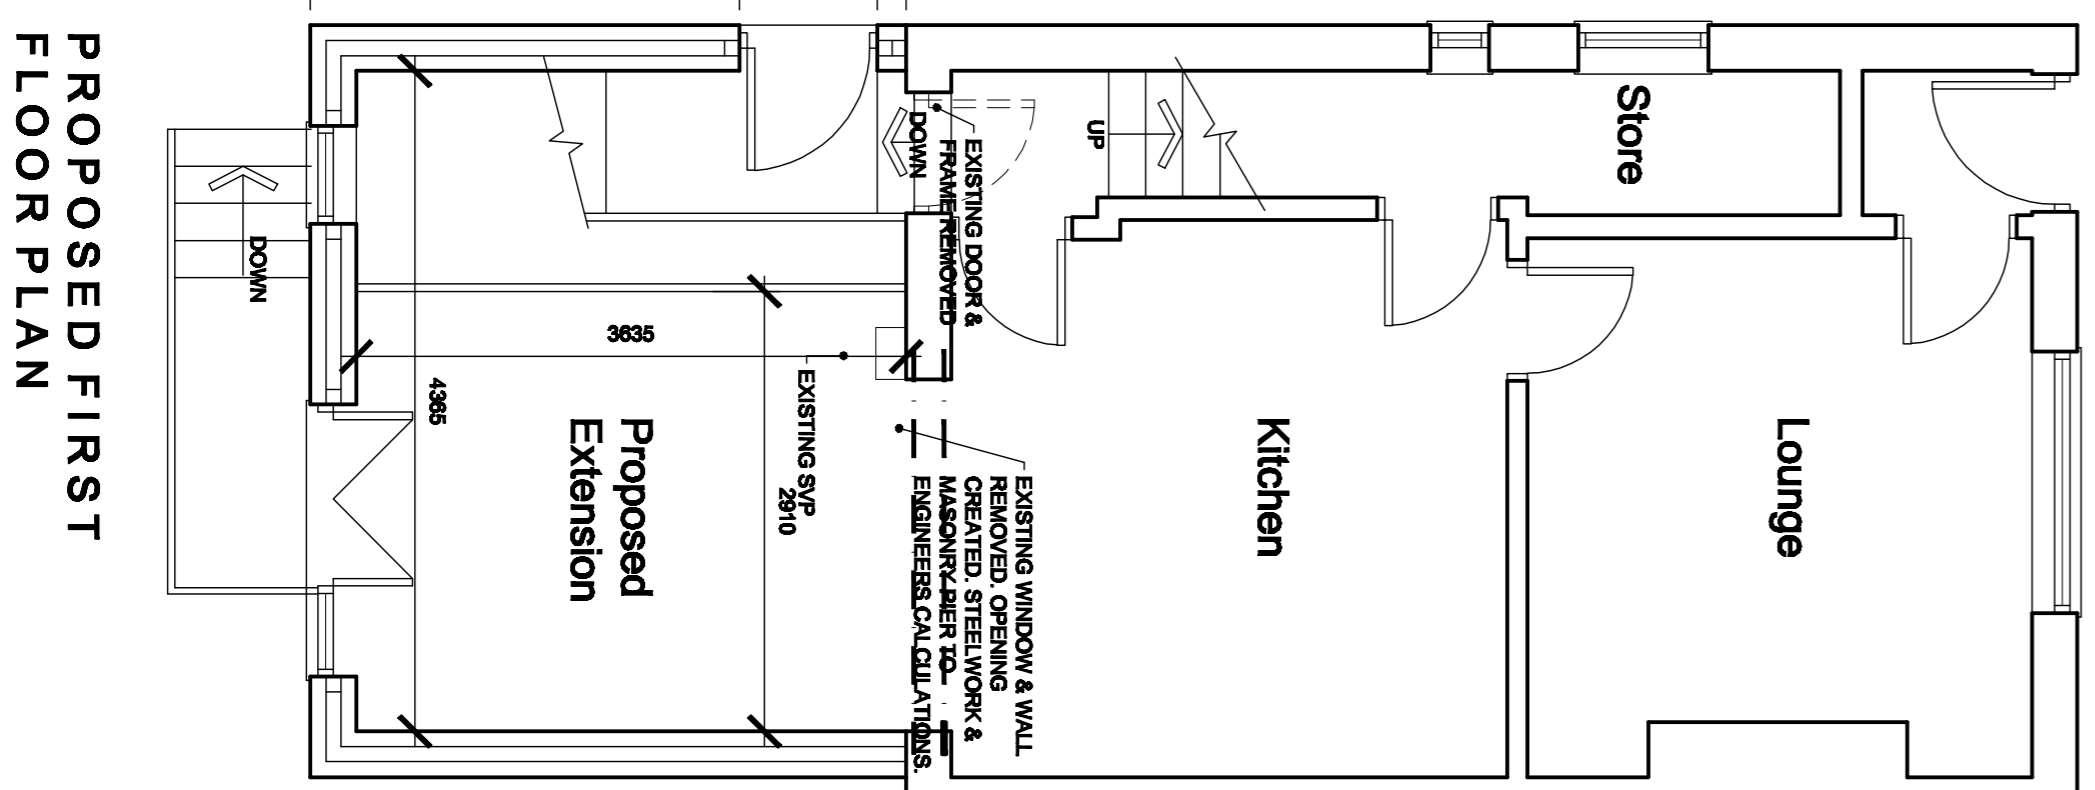 PROPOSED FIRST
FLOOR PLAN
Store
Lounge
Kitchen
UP
DOWN
EXISTING DOOR &
FRAME REMOVED
EXISTING WINDOW & WALL
REMOVED. OPENING
CREATED. STEELWORK &
MASONRY PIER TO
ENGINEERS CALCULATIONS.
EXISTING SVP
2910
3635
4365
Proposed
Extension
DOWN